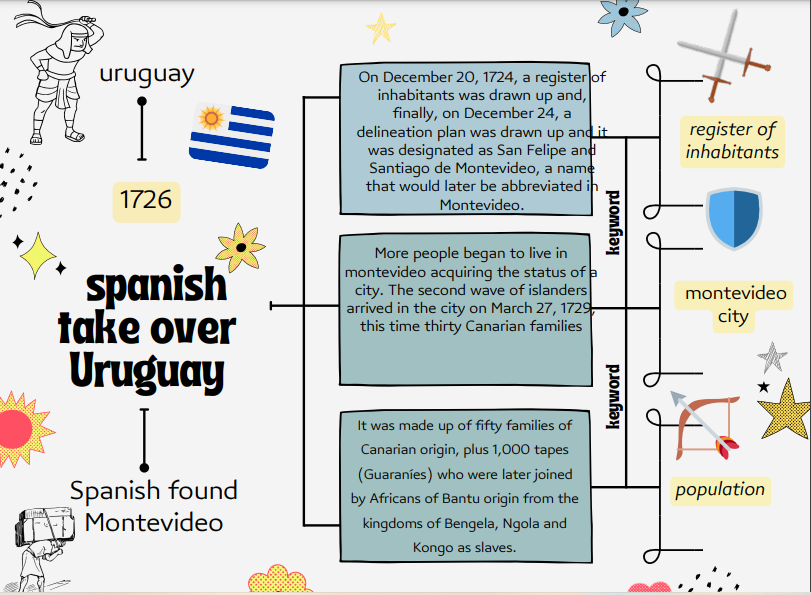 uruguay
1726
spanish
take over
Uruguay
Spanish found
Montevideo
On December 20, 1724, a register of
inhabitants was drawn up and,
finally, on December 24, a
delineation plan was drawn up and it
was designated as San Felipe and
Santiago de Montevideo, a name
that would later be abbreviated in
Montevideo.
More people began to live in
montevideo acquiring the status of a
city. The second wave of islanders
arrived in the city on March 27, 1729,
this time thirty Canarian families
It was made up of fifty families of
Canarian origin, plus 1,000 tapes
(Guaraníes) who were later joined
by Africans of Bantu origin from the
kingdoms of Bengela, Ngola and
Kongo as slaves.
keyword
keyword
register of
inhabitants
montevideo
city
population